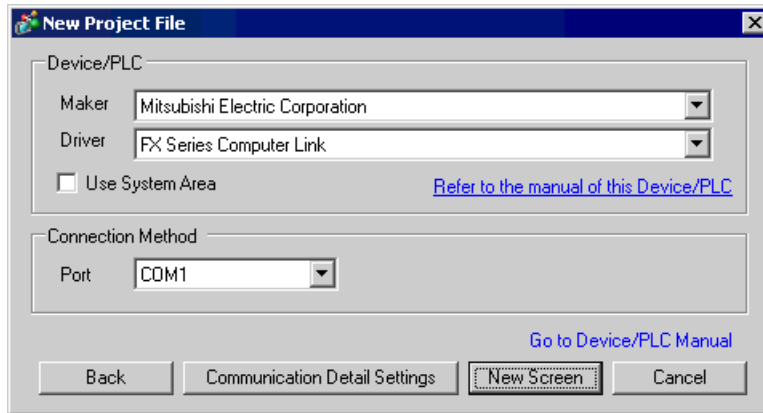 New Project File
Device/PLC
Maker Mitsubishi Electric Corporation
Driver FX Series Computer Link
Use System Area Refer to the manual of this Device/PLC
Connection Method
Port COM1
Go to Device/PLC Manual
Back Communication Detail Settings New Screen Cancel